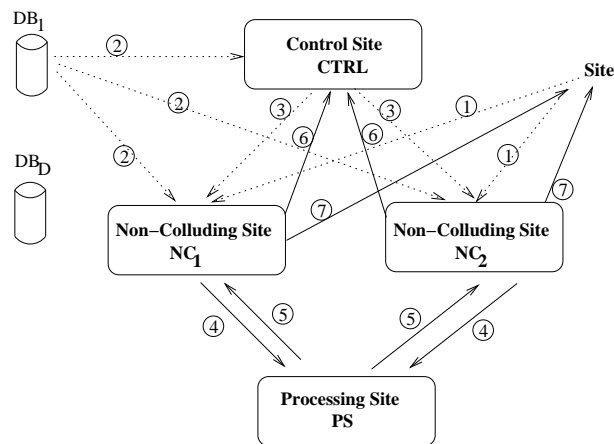 DB1
②
Control Site
CTRL
Site
②
③
③
①
⑥
⑥
②
①
DBD
⑦
⑦
Non−Colluding Site
NC1
Non−Colluding Site
NC2
④
⑤
⑤
④
Processing Site
PS